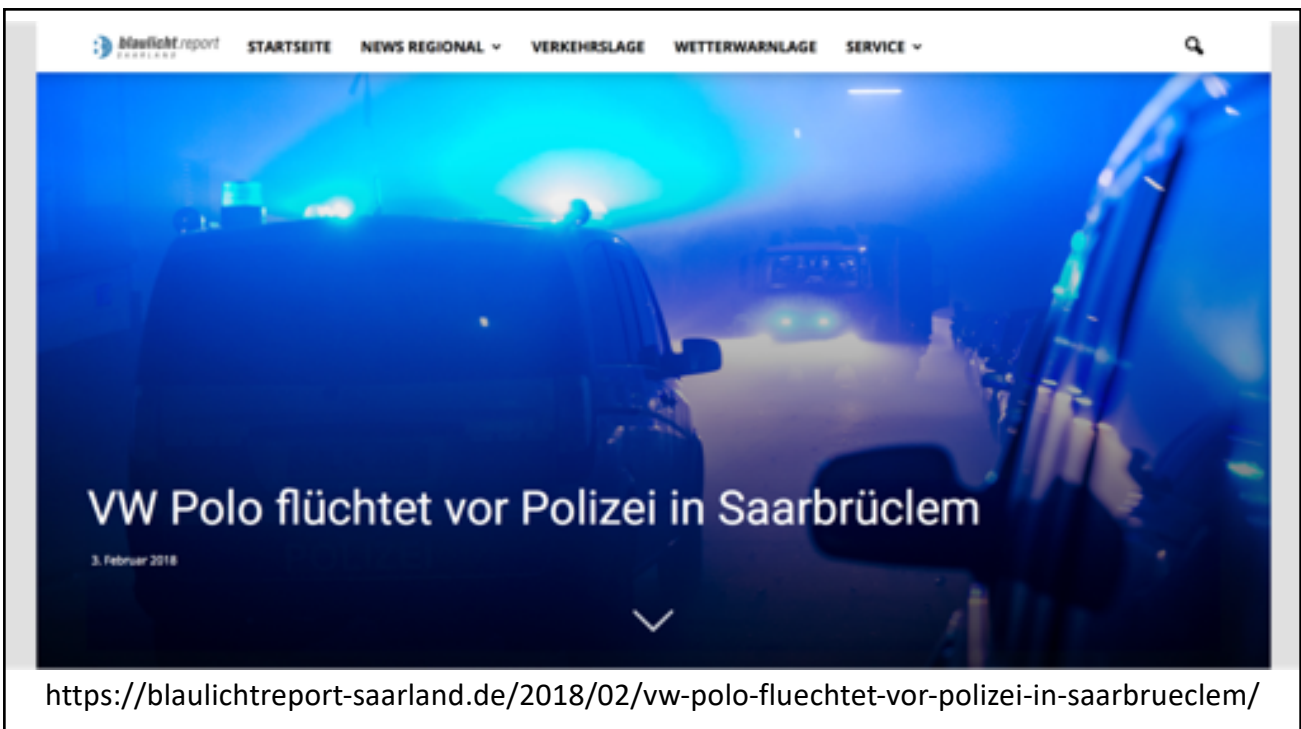 blaulicht.report
SAARLAND
STARTSEITE
NEWS REGIONAL
VERKEHRSLAGE
WETTERWARNLAGE
SERVICE
VW Polo flüchtet vor Polizei in Saarbrüclem
3. Februar 2018
https://blaulichtreport-saarland.de/2018/02/vw-polo-fluechtet-vor-polizei-in-saarbrueclem/